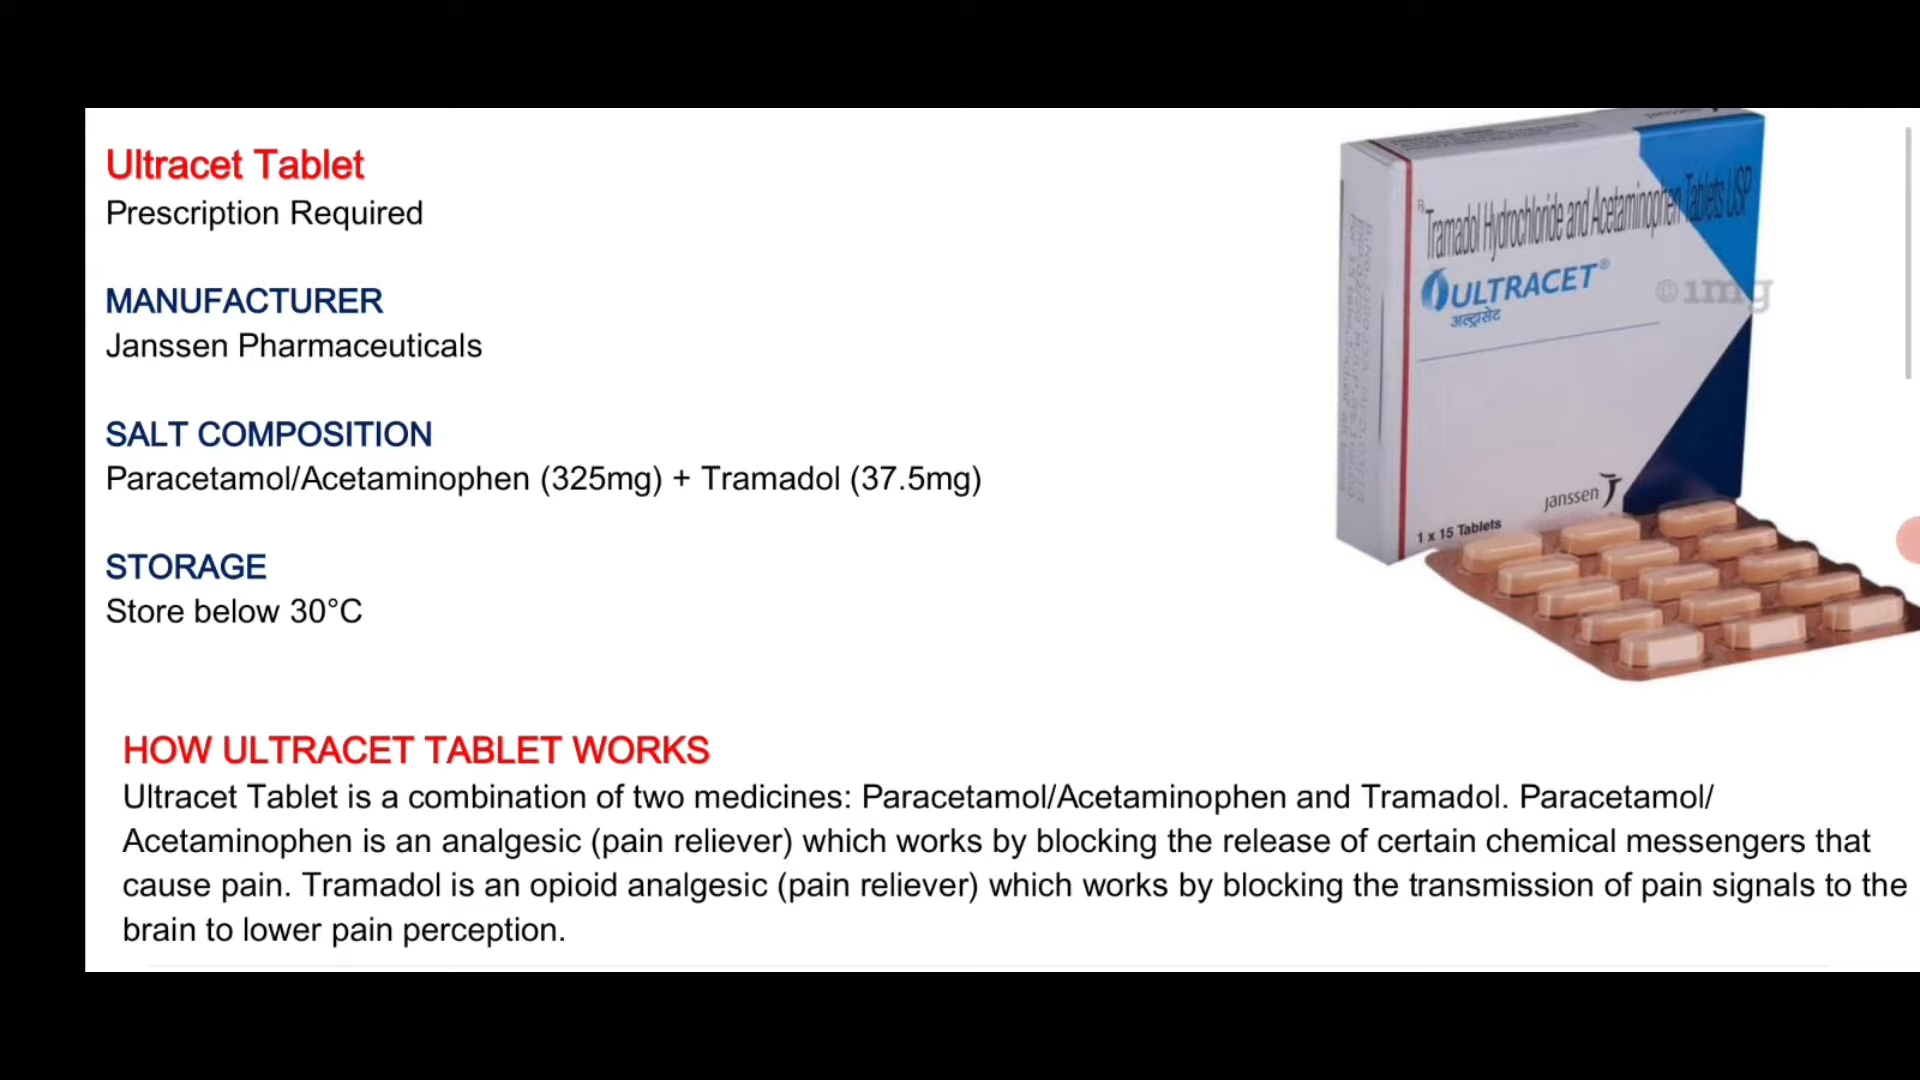 Ultracet Tablet
Prescription Required
MANUFACTURER
Janssen Pharmaceuticals
SALT COMPOSITION
Paracetamol/Acetaminophen (325mg) + Tramadol (37.5mg)
STORAGE
Store below 30°C
Tramadol Hydrochloride and Acetaminophen Tablets USP
ULTRACET®
अल्ट्रासेट
©1mg
janssen
1 x 15 Tablets
HOW ULTRACET TABLET WORKS
Ultracet Tablet is a combination of two medicines: Paracetamol/Acetaminophen and Tramadol. Paracetamol/
Acetaminophen is an analgesic (pain reliever) which works by blocking the release of certain chemical messengers that
cause pain. Tramadol is an opioid analgesic (pain reliever) which works by blocking the transmission of pain signals to the
brain to lower pain perception.